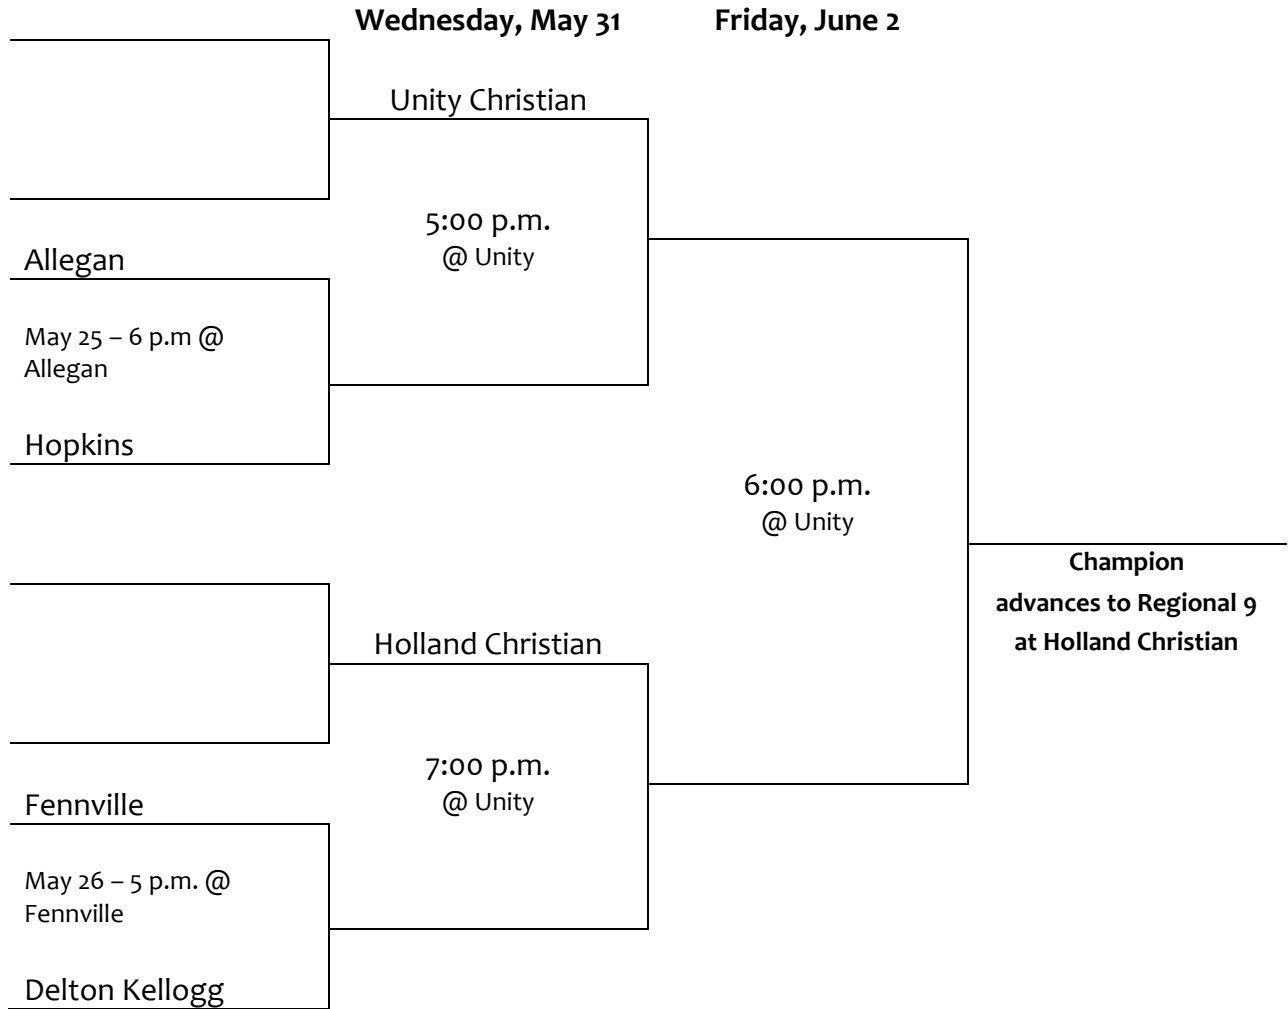 Wednesday, May 31
Friday, June 2
Unity Christian
5:00 p.m.
@ Unity
Allegan
May 25 – 6 p.m @
Allegan
Hopkins
6:00 p.m.
@ Unity
Champion
advances to Regional 9
at Holland Christian
Holland Christian
7:00 p.m.
@ Unity
Fennville
May 26 – 5 p.m. @
Fennville
Delton Kellogg